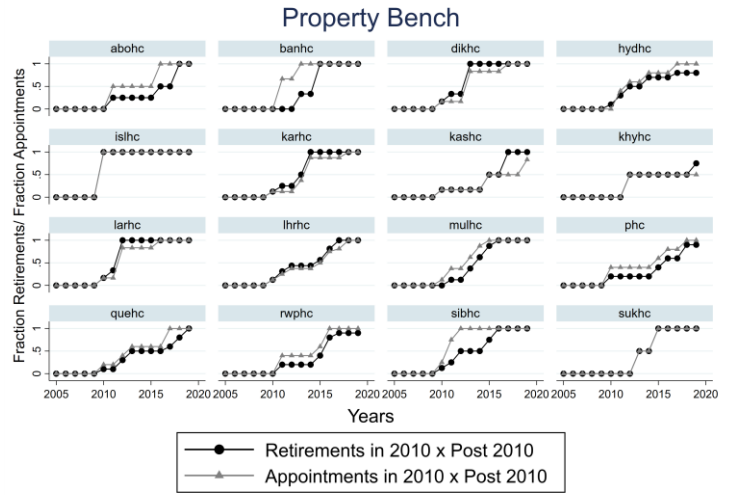 Property Bench
abohc banhc dikhc hydhc
1
.5
0
islhc karhc kashc khyhc
1
.5
0
larhc lhrhc mulhc phc
1
.5
0
quehc rwphc sibhc sukhc
1
.5
0
2005 2010 2015 2020 2005 2010 2015 2020 2005 2010 2015 2020 2005 2010 2015 2020
Fraction Retirements/ Fraction Appointments
Years
Retirements in 2010 x Post 2010
Appointments in 2010 x Post 2010